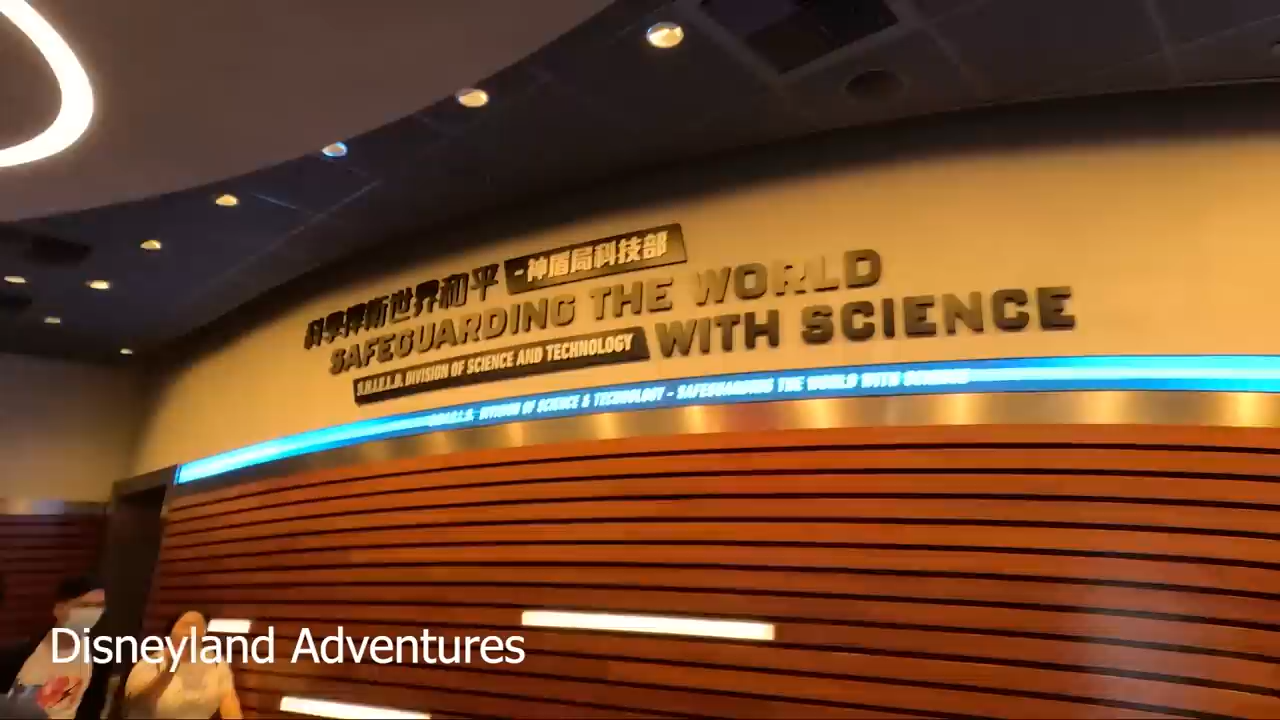 科學捍衛世界和平 -神盾局科技部
SAFEGUARDING THE WORLD
S.H.I.E.L.D. DIVISION OF SCIENCE AND TECHNOLOGY WITH SCIENCE
S.H.I.E.L.D. DIVISION OF SCIENCE & TECHNOLOGY - SAFEGUARDING THE WORLD WITH SCIENCE
Disneyland Adventures